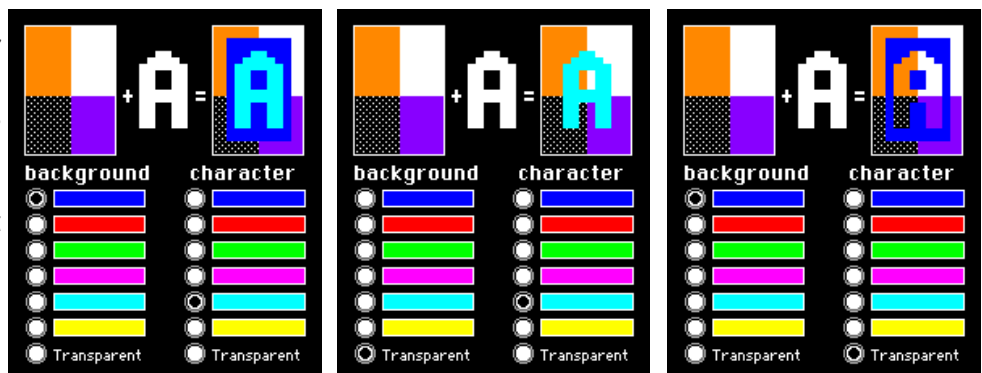 + A = A
background character
Transparent Transparent
+ A = A
background character
Transparent Transparent
+ A = A
background character
Transparent Transparent